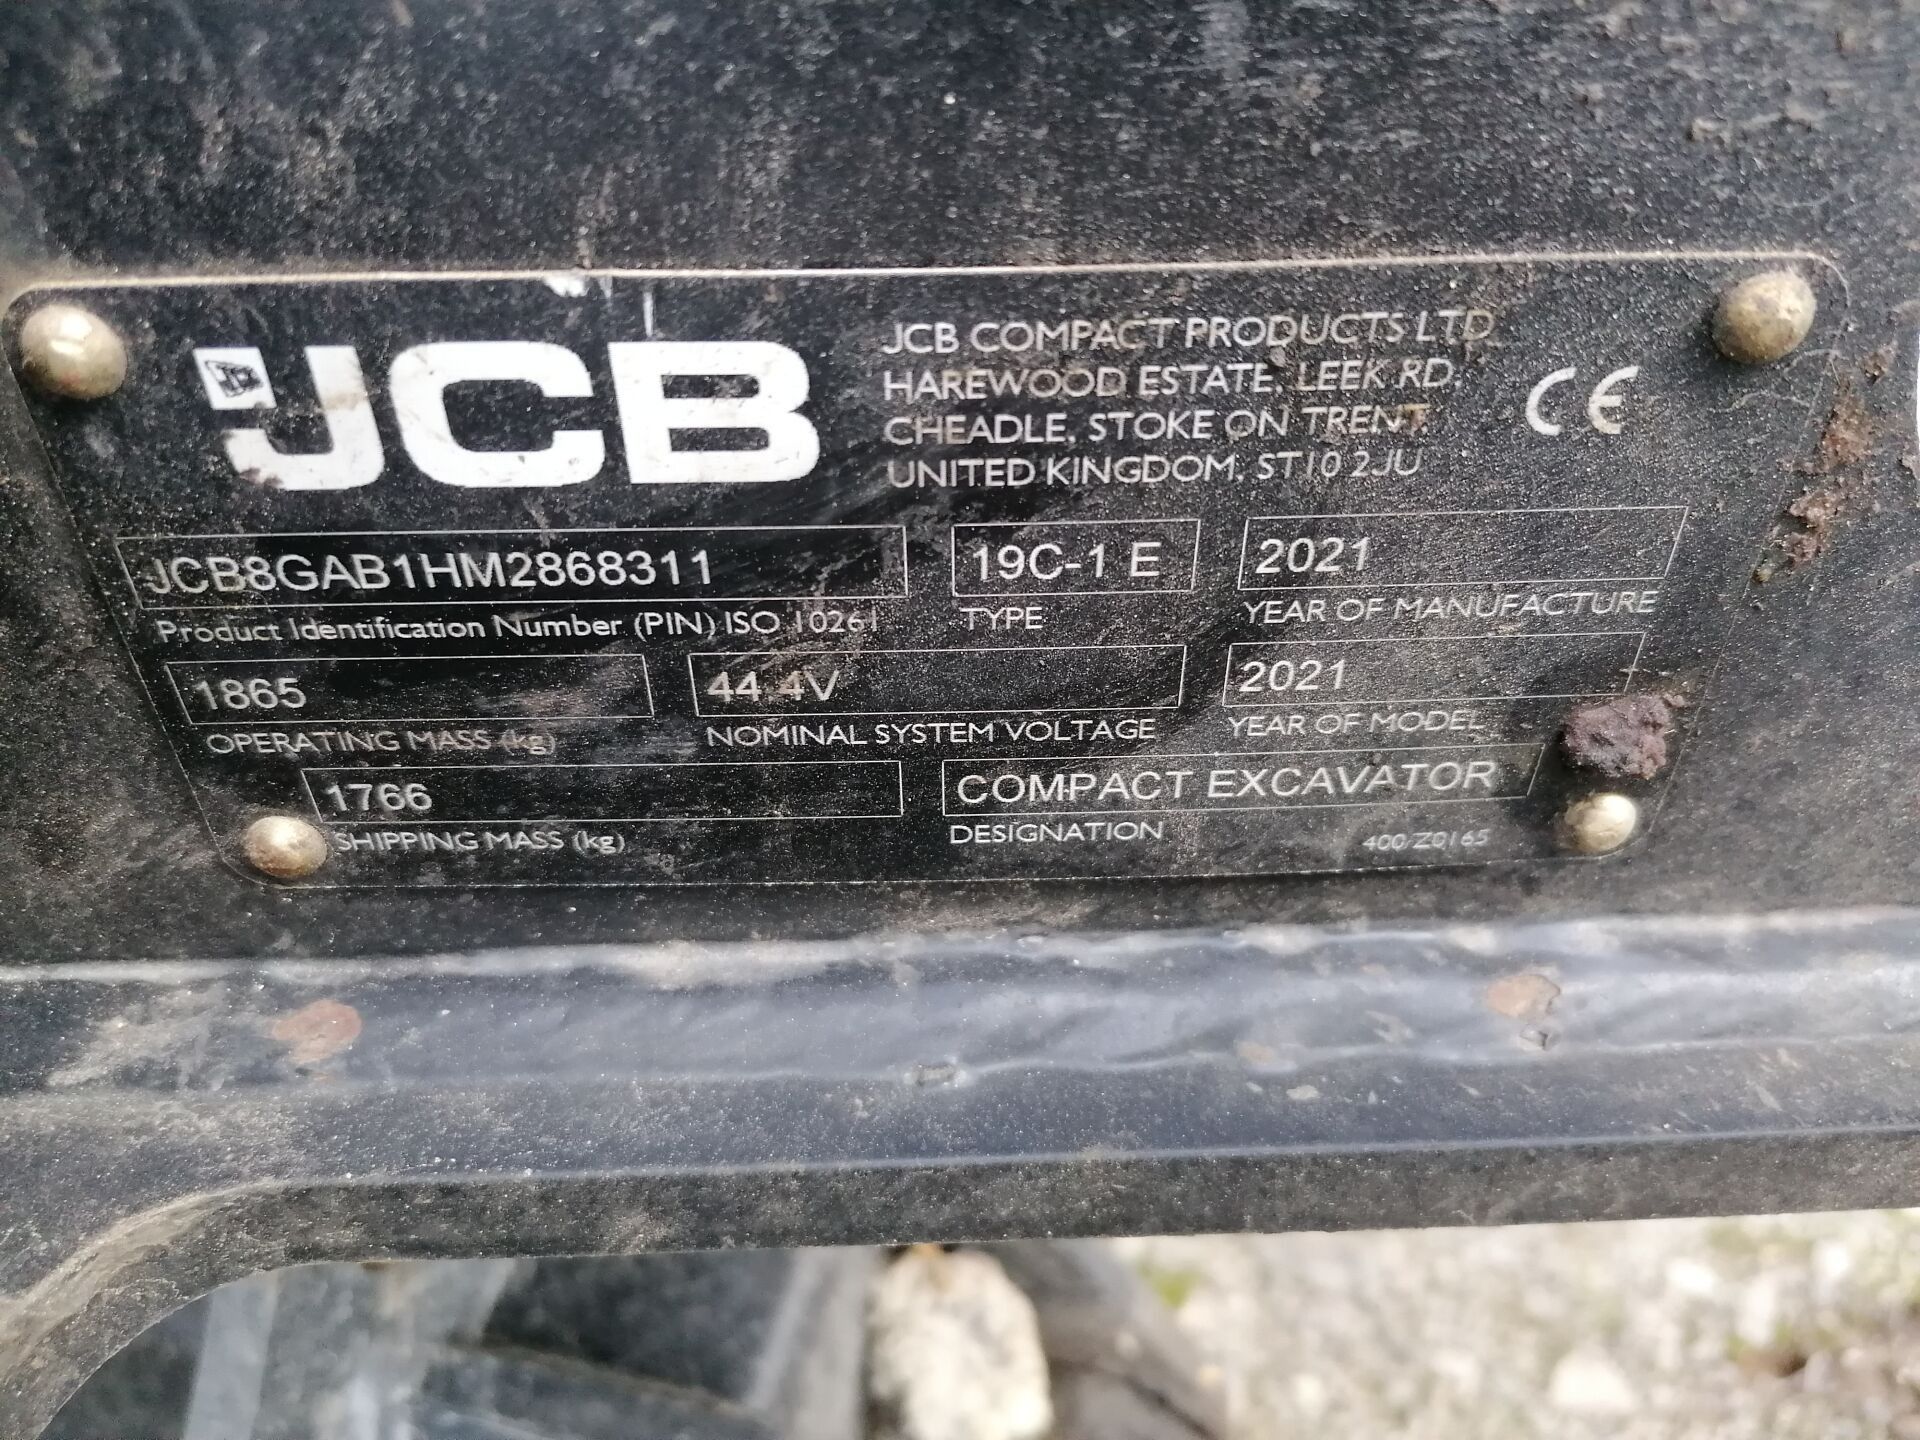 JCB
JCB COMPACT PRODUCTS LTD
HAREWOOD ESTATE, LEEK RD,
CHEADLE, STOKE ON TRENT,
UNITED KINGDOM, ST10 2JU
CE
JCB8GAB1HM2868311
Product Identification Number (PIN) ISO 10261
19C-1 E
TYPE
2021
YEAR OF MANUFACTURE
1865
OPERATING MASS (kg)
44.4V
NOMINAL SYSTEM VOLTAGE
2021
YEAR OF MODEL
1766
SHIPPING MASS (kg)
COMPACT EXCAVATOR
DESIGNATION
400/Z0165